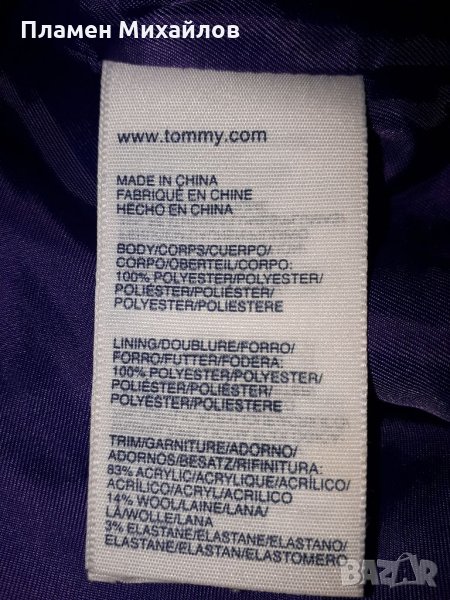 Пламен Михайлов
www.tommy.com
MADE IN CHINA
FABRIQUÉ EN CHINE
HECHO EN CHINA
BODY/CORPS/CUERPO/
CORPO/OBERTEIL/CORPO:
100% POLYESTER/POLYESTER/
POLIÉSTER/POLIÉSTER/
POLYESTER/POLIESTERE
LINING/DOUBLURE/FORRO/
FORRO/FUTTER/FODERA:
100% POLYESTER/POLYESTER/
POLIÉSTER/POLIÉSTER/
POLYESTER/POLIESTERE
TRIM/GARNITURE/ADORNO/
ADORNOS/BESATZ/RIFINITURA:
83% ACRYLIC/ACRYLIQUE/ACRÍLICO/
ACRÍLICO/ACRYL/ACRILICO
14% WOOL/LAINE/LANA/
LÃ/WOLLE/LANA
3% ELASTANE/ELASTANE/ELASTANO/
ELASTANE/ELASTAN/ELASTOMERO
BAZAR